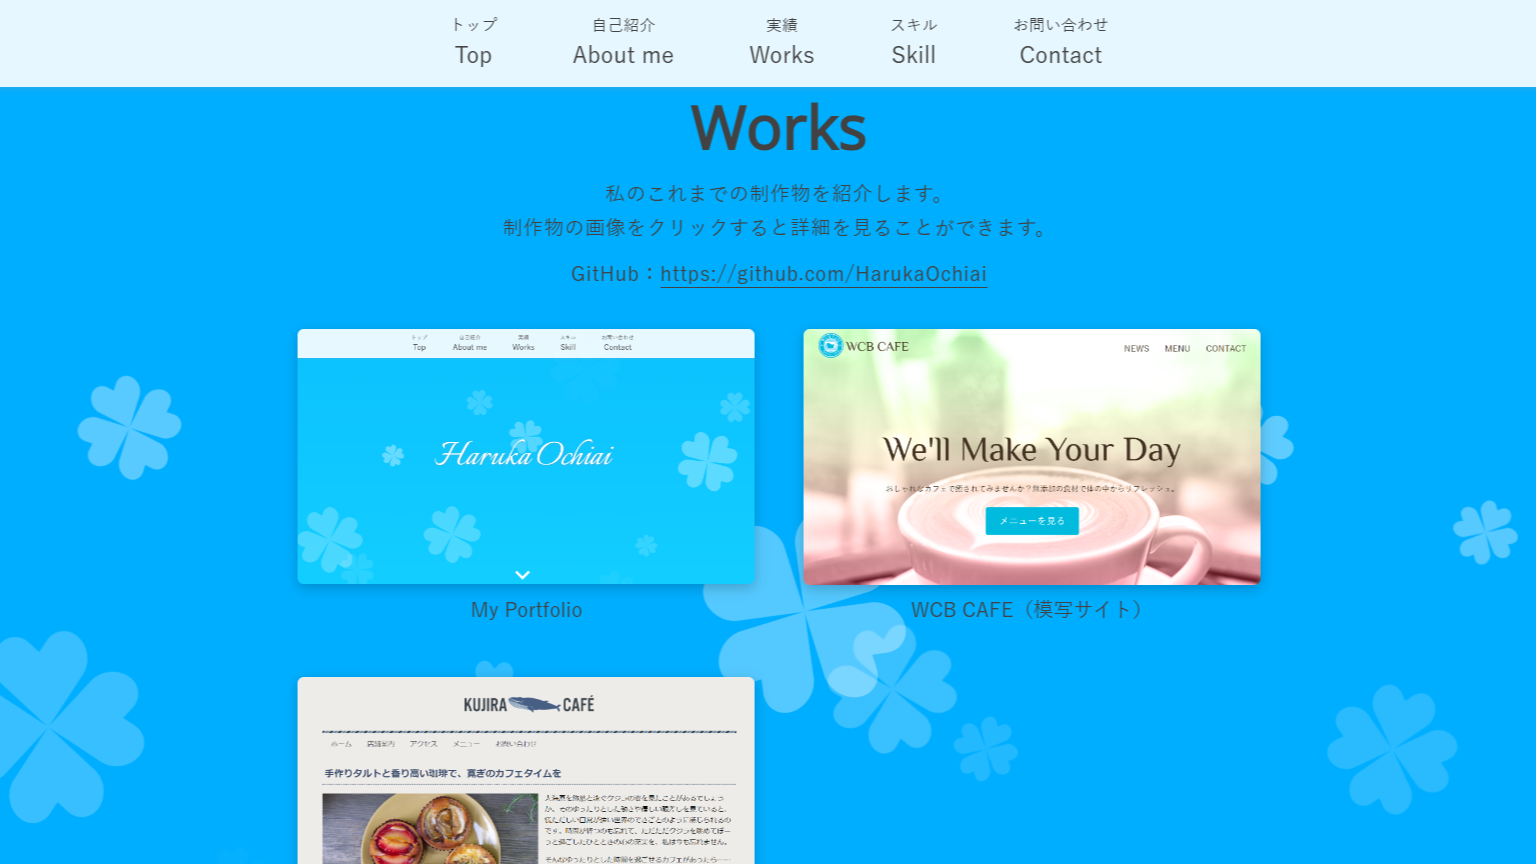 トップ 自己紹介 実績 スキル お問い合わせ
Top About me Works Skill Contact
Works
私のこれまでの制作物を紹介します。
制作物の画像をクリックすると詳細を見ることができます。
GitHub：https://github.com/HarukaOchiai
トップ 自己紹介 実績 スキル お問い合わせ
Top About me Works Skill Contact
Haruka Ochiai
My Portfolio
WCB CAFE NEWS MENU CONTACT
We'll Make Your Day
おしゃれなカフェで癒されてみませんか？無添加の食材で体の中からリフレッシュ。
メニューを見る
WCB CAFE（模写サイト）
KUJIRA CAFÉ
ホーム 店舗案内 アクセス メニュー お問い合わせ
手作りタルトと香り高い珈琲で、寛ぎのカフェタイムを